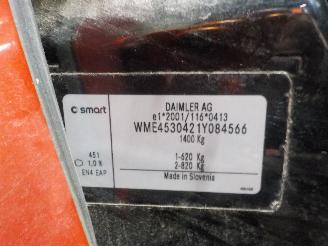 smart
DAIMLER AG
e1*2001/116*0413
WME4530421Y084566
1400 Kg
1-620 Kg
2-820 Kg
Made in Slovenia
451
1,0 N
EN4 EAP